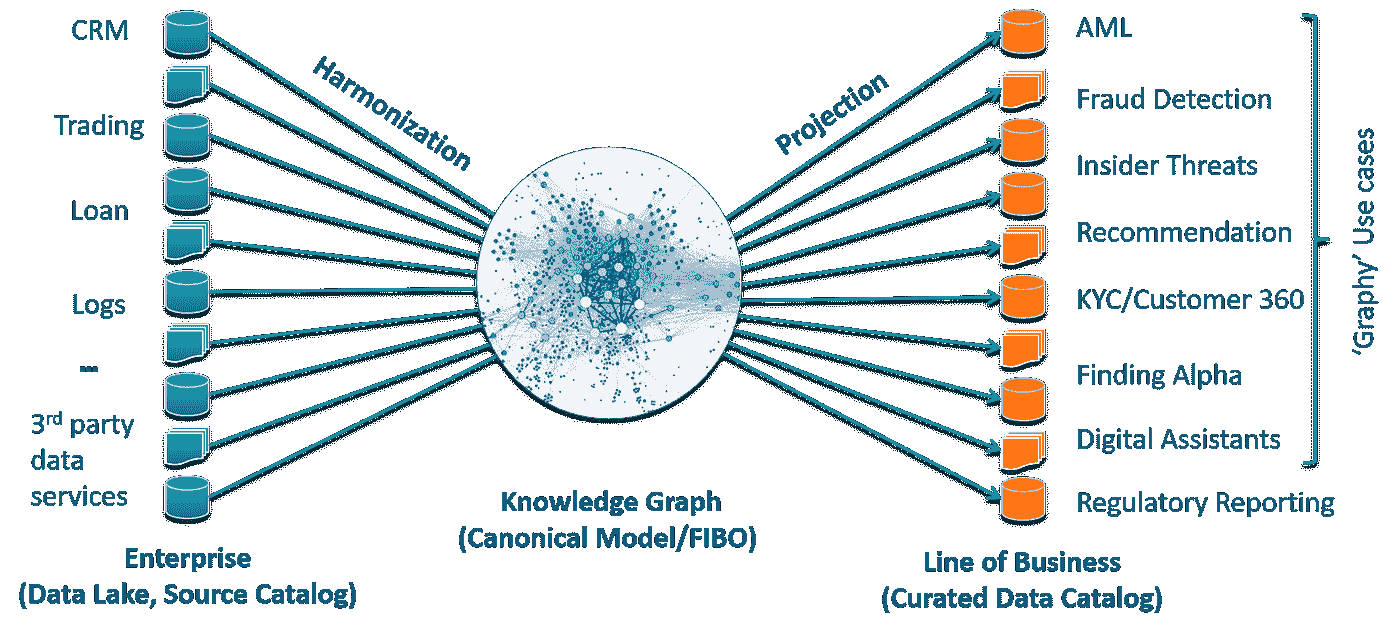 CRM
Trading
Loan
Logs
...
3rd party
data
services
Enterprise
(Data Lake, Source Catalog)
Harmonization
Knowledge Graph
(Canonical Model/FIBO)
Projection
AML
Fraud Detection
Insider Threats
Recommendation
KYC/Customer 360
Finding Alpha
Digital Assistants
Regulatory Reporting
'Graphy' Use cases
Line of Business
(Curated Data Catalog)